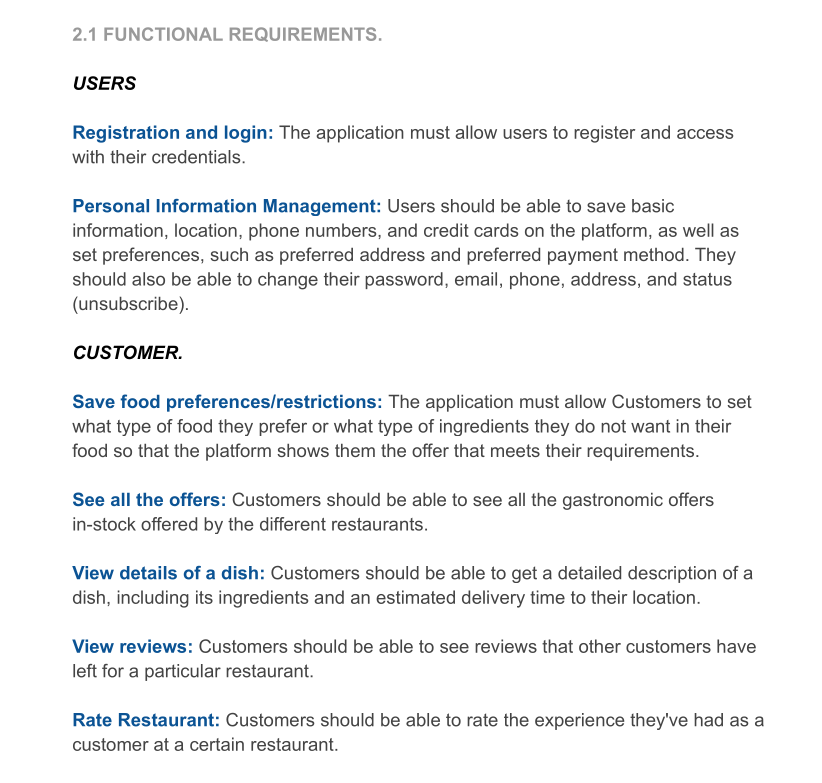 2.1 FUNCTIONAL REQUIREMENTS.
USERS
Registration and login: The application must allow users to register and access
with their credentials.
Personal Information Management: Users should be able to save basic
information, location, phone numbers, and credit cards on the platform, as well as
set preferences, such as preferred address and preferred payment method. They
should also be able to change their password, email, phone, address, and status
(unsubscribe).
CUSTOMER.
Save food preferences/restrictions: The application must allow Customers to set
what type of food they prefer or what type of ingredients they do not want in their
food so that the platform shows them the offer that meets their requirements.
See all the offers: Customers should be able to see all the gastronomic offers
in-stock offered by the different restaurants.
View details of a dish: Customers should be able to get a detailed description of a
dish, including its ingredients and an estimated delivery time to their location.
View reviews: Customers should be able to see reviews that other customers have
left for a particular restaurant.
Rate Restaurant: Customers should be able to rate the experience they've had as a
customer at a certain restaurant.